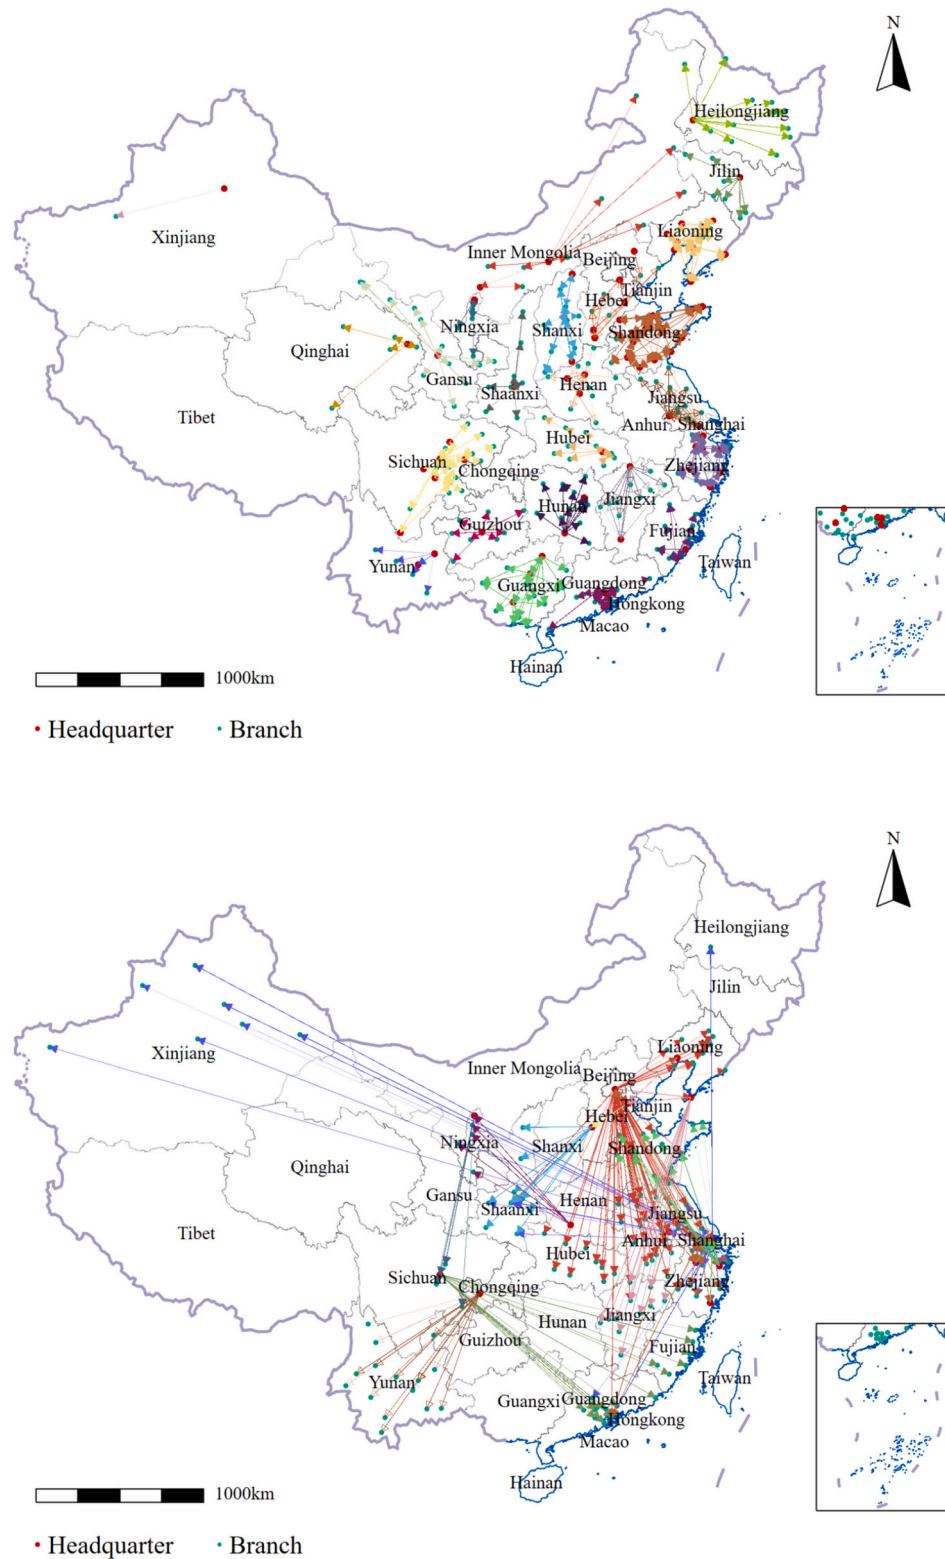 N
Heilongjiang
Jilin
Xinjiang
Liaoning
Inner Mongolia
Beijing
Tianjin
Hebei
Ningxia
Shanxi
Shandong
Qinghai
Gansu
Henan
Shaanxi
Jiangsu
Tibet
Anhui
Shanghai
Hubei
Sichuan
Chongqing
Zhejiang
Hunan
Jiangxi
Guizhou
Fujian
Yunan
Taiwan
Guangxi
Guangdong
Hongkong
Macao
Hainan
1000km
Headquarter
Branch
N
Heilongjiang
Jilin
Xinjiang
Liaoning
Inner Mongolia
Beijing
Tianjin
Hebei
Ningxia
Shanxi
Shandong
Qinghai
Gansu
Henan
Shaanxi
Jiangsu
Tibet
Anhui
Shanghai
Hubei
Sichuan
Chongqing
Zhejiang
Hunan
Jiangxi
Guizhou
Fujian
Yunan
Taiwan
Guangxi
Guangdong
Hongkong
Macao
Hainan
1000km
Headquarter
Branch